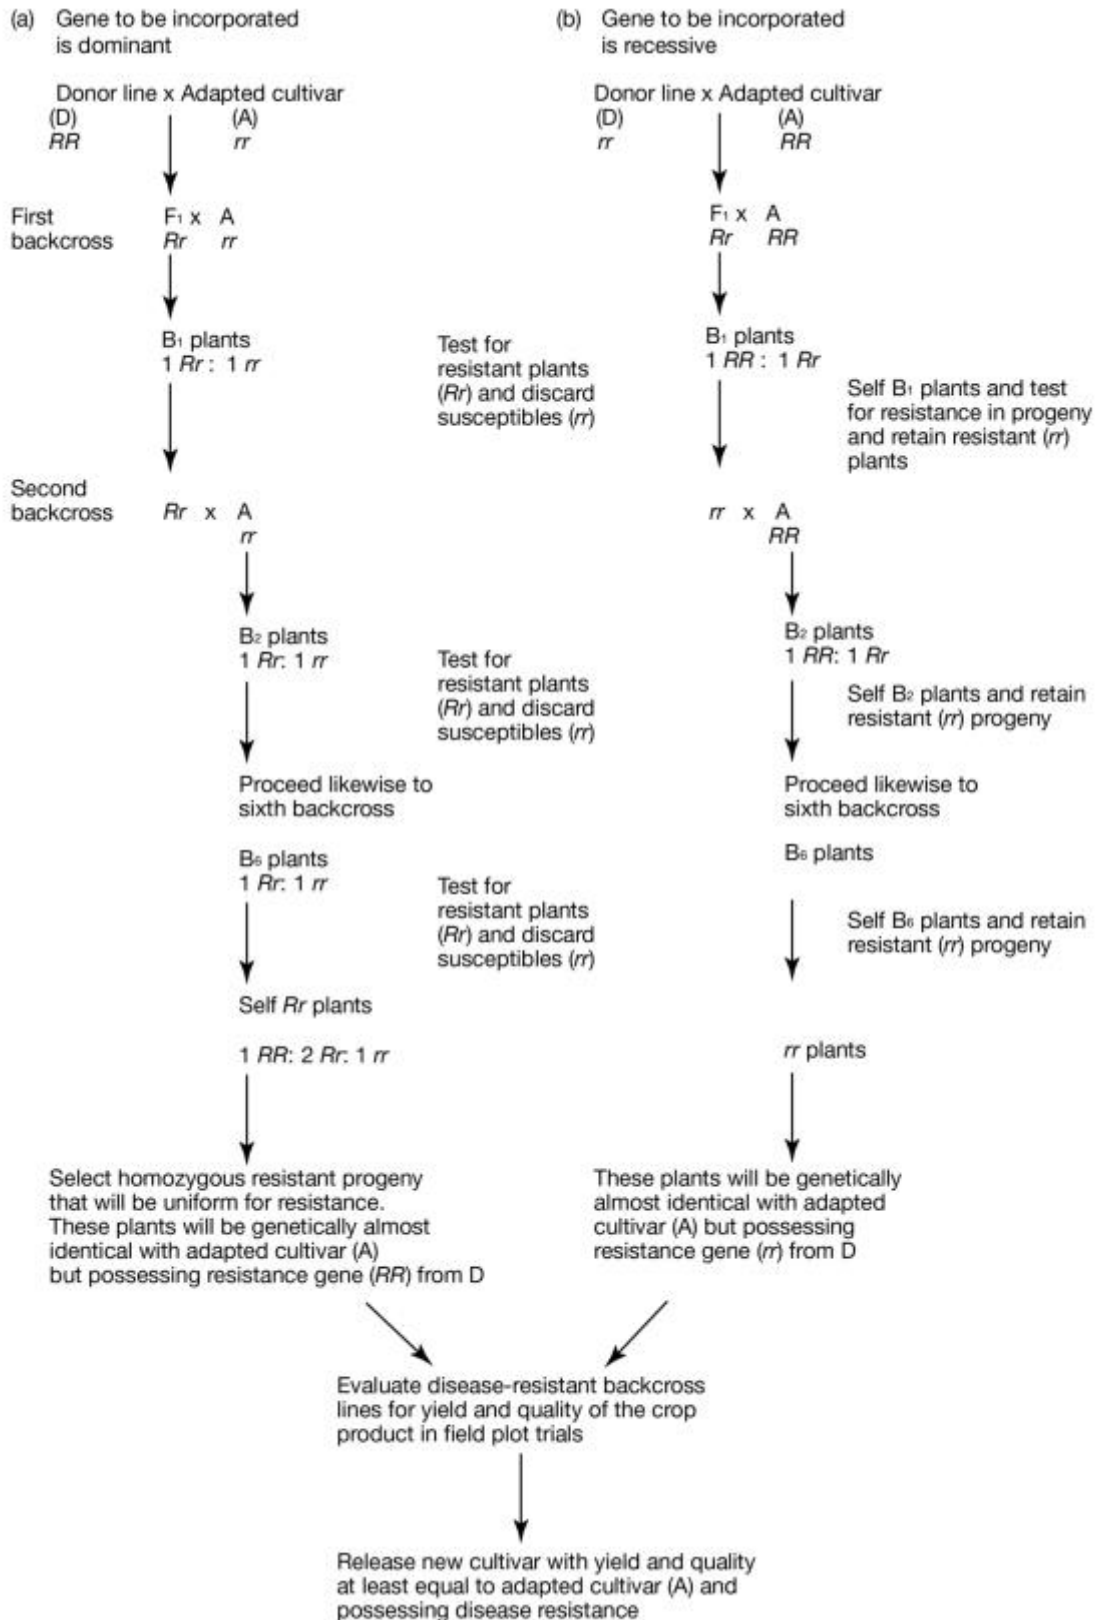 (a) Gene to be incorporated
is dominant
Donor line x Adapted cultivar
(D) (A)
RR rr
First
backcross
F1 x A
Rr rr
B1 plants
1 Rr : 1 rr
Test for
resistant plants
(Rr) and discard
susceptibles (rr)
Second
backcross
Rr x A
rr
B2 plants
1 Rr: 1 rr
Test for
resistant plants
(Rr) and discard
susceptibles (rr)
Proceed likewise to
sixth backcross
B6 plants
1 Rr: 1 rr
Test for
resistant plants
(Rr) and discard
susceptibles (rr)
Self Rr plants
1 RR: 2 Rr: 1 rr
Select homozygous resistant progeny
that will be uniform for resistance.
These plants will be genetically almost
identical with adapted cultivar (A)
but possessing resistance gene (RR) from D
(b) Gene to be incorporated
is recessive
Donor line x Adapted cultivar
(D) (A)
rr RR
F1 x A
Rr RR
B1 plants
1 RR : 1 Rr
Self B1 plants and test
for resistance in progeny
and retain resistant (rr)
plants
rr x A
RR
B2 plants
1 RR: 1 Rr
Self B2 plants and retain
resistant (rr) progeny
Proceed likewise to
sixth backcross
B6 plants
Self B6 plants and retain
resistant (rr) progeny
rr plants
These plants will be genetically
almost identical with adapted
cultivar (A) but possessing
resistance gene (rr) from D
Evaluate disease-resistant backcross
lines for yield and quality of the crop
product in field plot trials
Release new cultivar with yield and quality
at least equal to adapted cultivar (A) and
possessing disease resistance